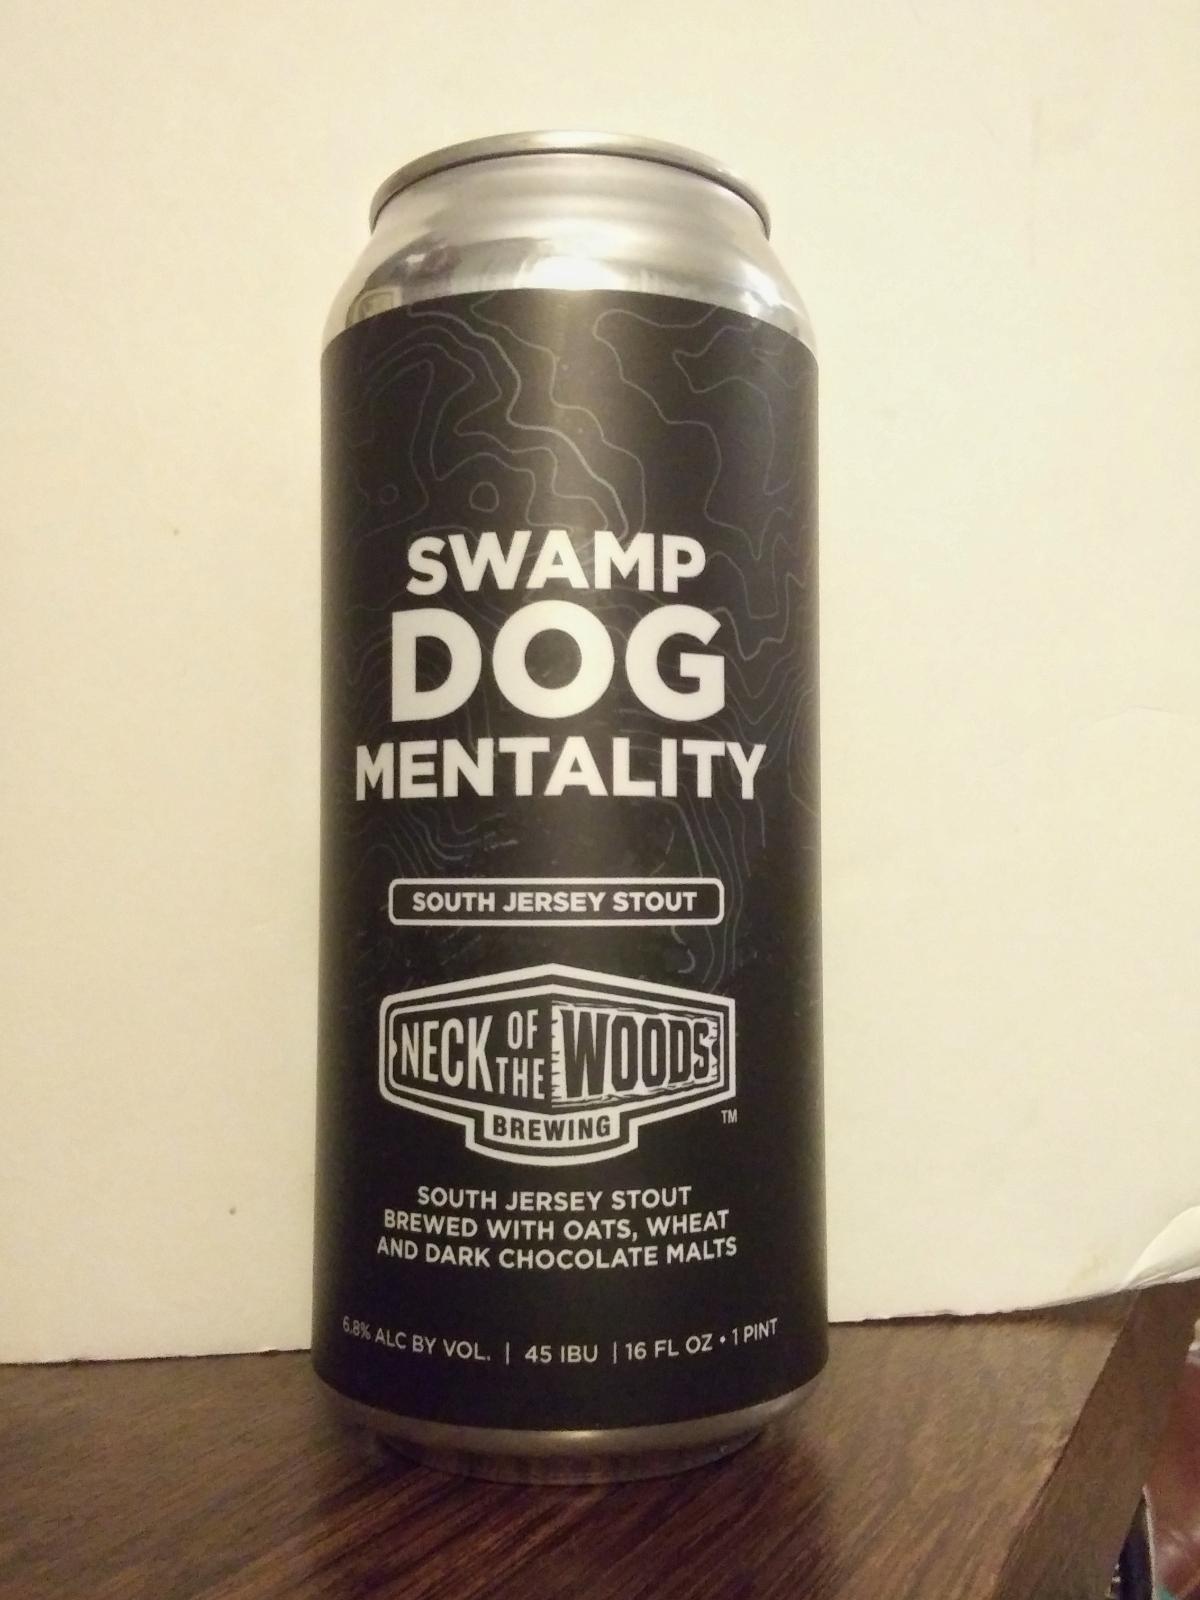 SWAMP
DOG
MENTALITY
SOUTH JERSEY STOUT
NECK OF THE WOODS
BREWING
TM
SOUTH JERSEY STOUT
BREWED WITH OATS, WHEAT
AND DARK CHOCOLATE MALTS
6.8% ALC BY VOL. | 45 IBU | 16 FL OZ • 1 PINT